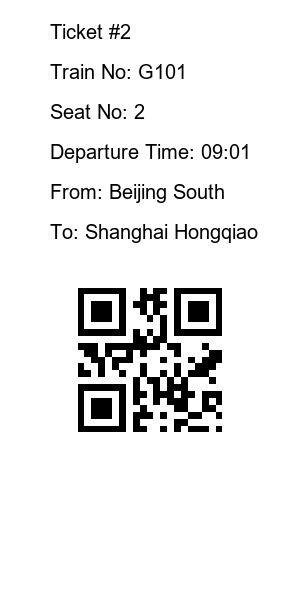 Ticket #2
Train No: G101
Seat No: 2
Departure Time: 09:01
From: Beijing South
To: Shanghai Hongqiao